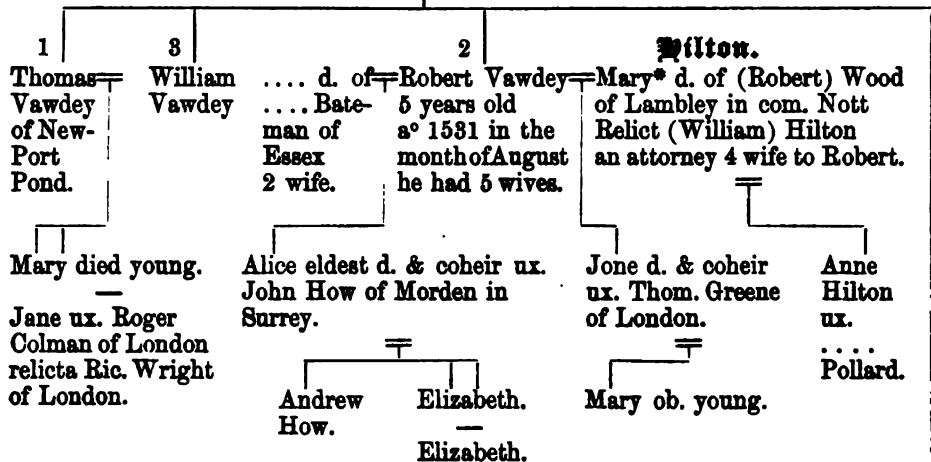 1
Thomas
Vawdey
of New-
Port
Pond.
3
William
Vawdey
.... d. of
.... Bate-
man of
Essex
2 wife.
2
Robert Vawdey
5 years old
aº 1531 in the
month of August
he had 5 wives.
Hilton.
Mary* d. of (Robert) Wood
of Lambley in com. Nott
Relict (William) Hilton
an attorney 4 wife to Robert.
Mary died young.
—
Jane ux. Roger
Colman of London
relicta Ric. Wright
of London.
Alice eldest d. & coheir ux.
John How of Morden in
Surrey.
Jone d. & coheir
ux. Thom. Greene
of London.
Anne
Hilton
ux.
....
Pollard.
Andrew
How.
Elizabeth.
—
Elizabeth.
Mary ob. young.